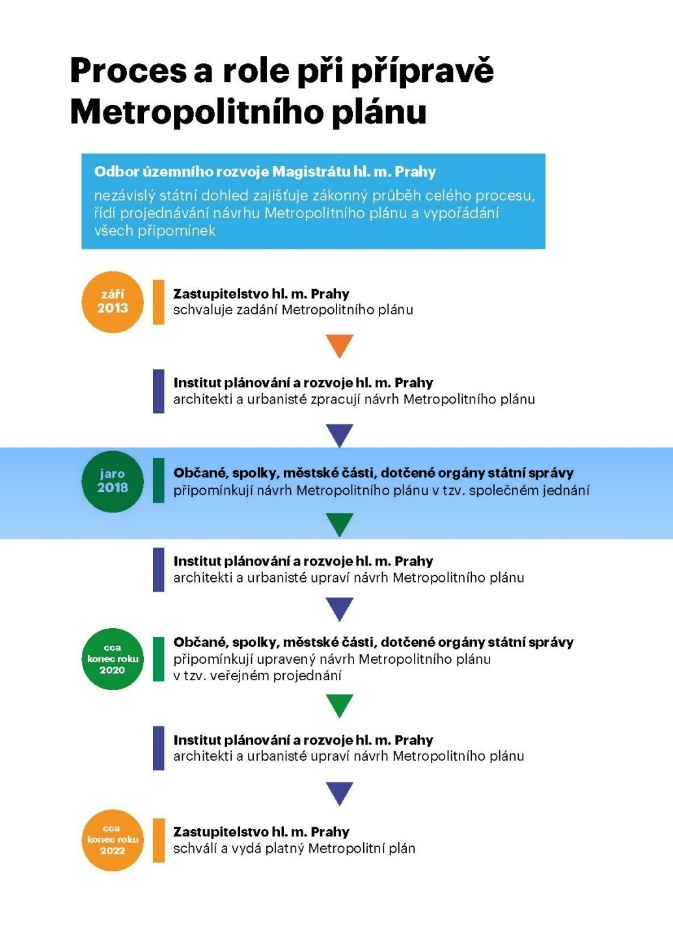 Proces a role při přípravě
Metropolitního plánu
Odbor územního rozvoje Magistrátu hl. m. Prahy
nezávislý státní dohled zajišťuje zákonný průběh celého procesu,
řídí projednávání návrhu Metropolitního plánu a vypořádání
všech připomínek
září
2013
Zastupitelstvo hl. m. Prahy
schvaluje zadání Metropolitního plánu
Institut plánování a rozvoje hl. m. Prahy
architekti a urbanisté zpracují návrh Metropolitního plánu
jaro
2018
Občané, spolky, městské části, dotčené orgány státní správy
připomínkují návrh Metropolitního plánu v tzv. společném jednání
Institut plánování a rozvoje hl. m. Prahy
architekti a urbanisté upraví návrh Metropolitního plánu
cca
konec roku
2020
Občané, spolky, městské části, dotčené orgány státní správy
připomínkují upravený návrh Metropolitního plánu
v tzv. veřejném projednání
Institut plánování a rozvoje hl. m. Prahy
architekti a urbanisté upraví návrh Metropolitního plánu
cca
konec roku
2022
Zastupitelstvo hl. m. Prahy
schválí a vydá platný Metropolitní plán